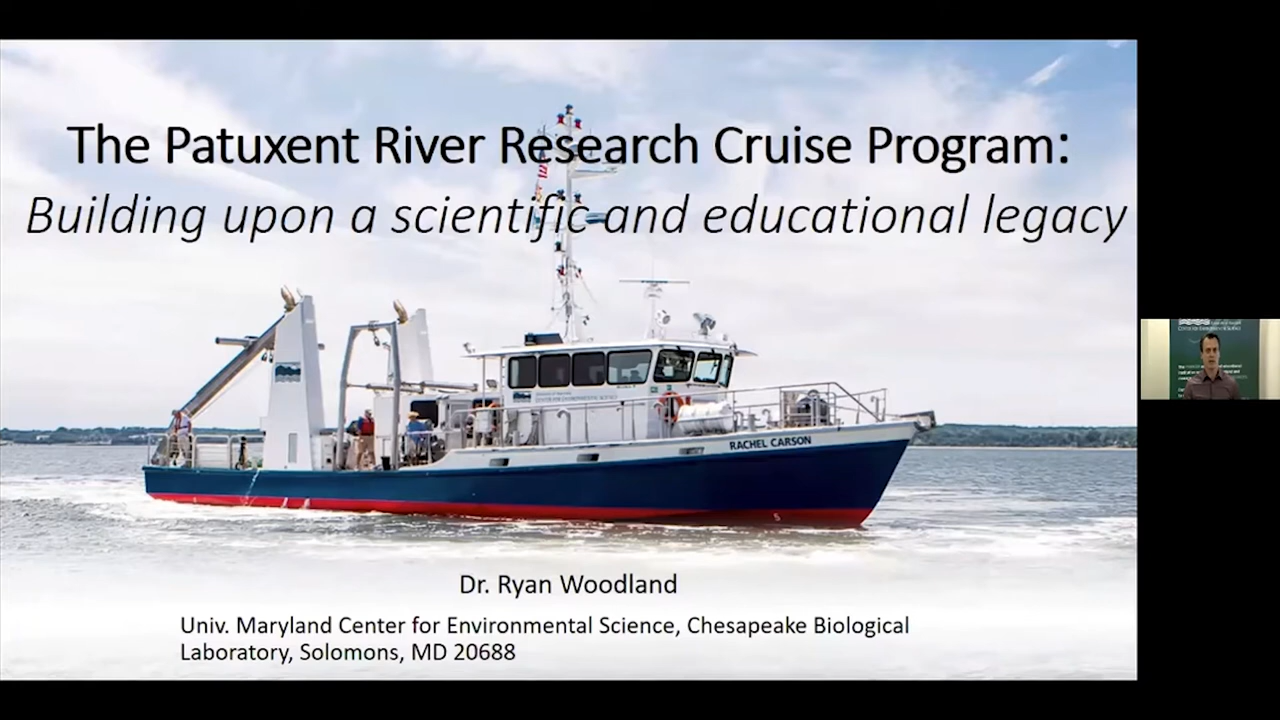 The Patuxent River Research Cruise Program:
Building upon a scientific and educational legacy
RACHEL CARSON
Dr. Ryan Woodland
Univ. Maryland Center for Environmental Science, Chesapeake Biological
Laboratory, Solomons, MD 20688